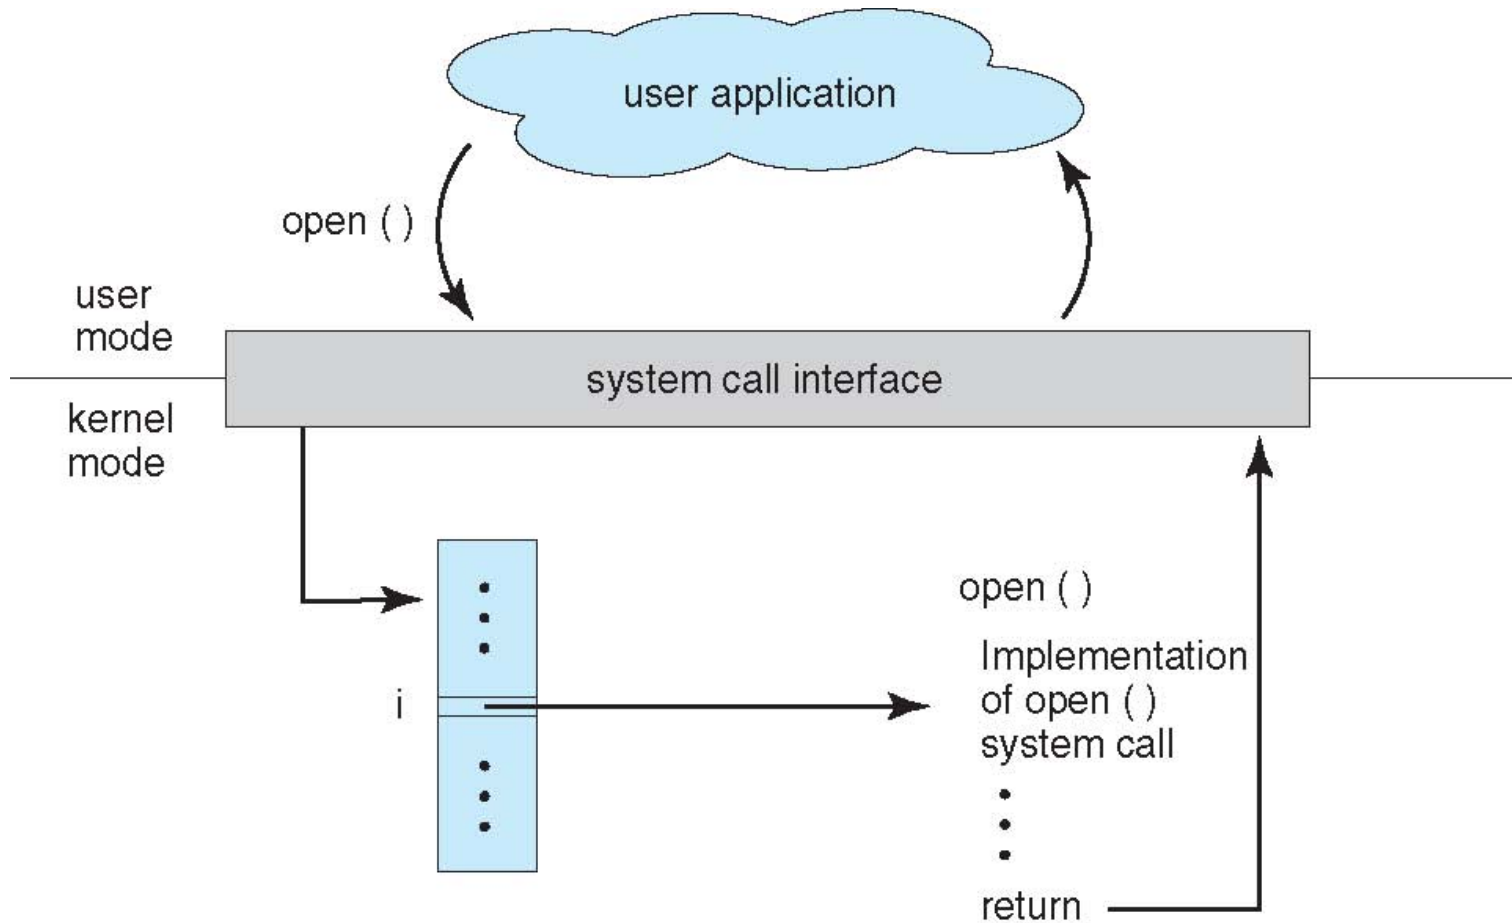 user application
open ( )
user
mode
system call interface
kernel
mode
open ( )
i
Implementation
of open ( )
system call
return